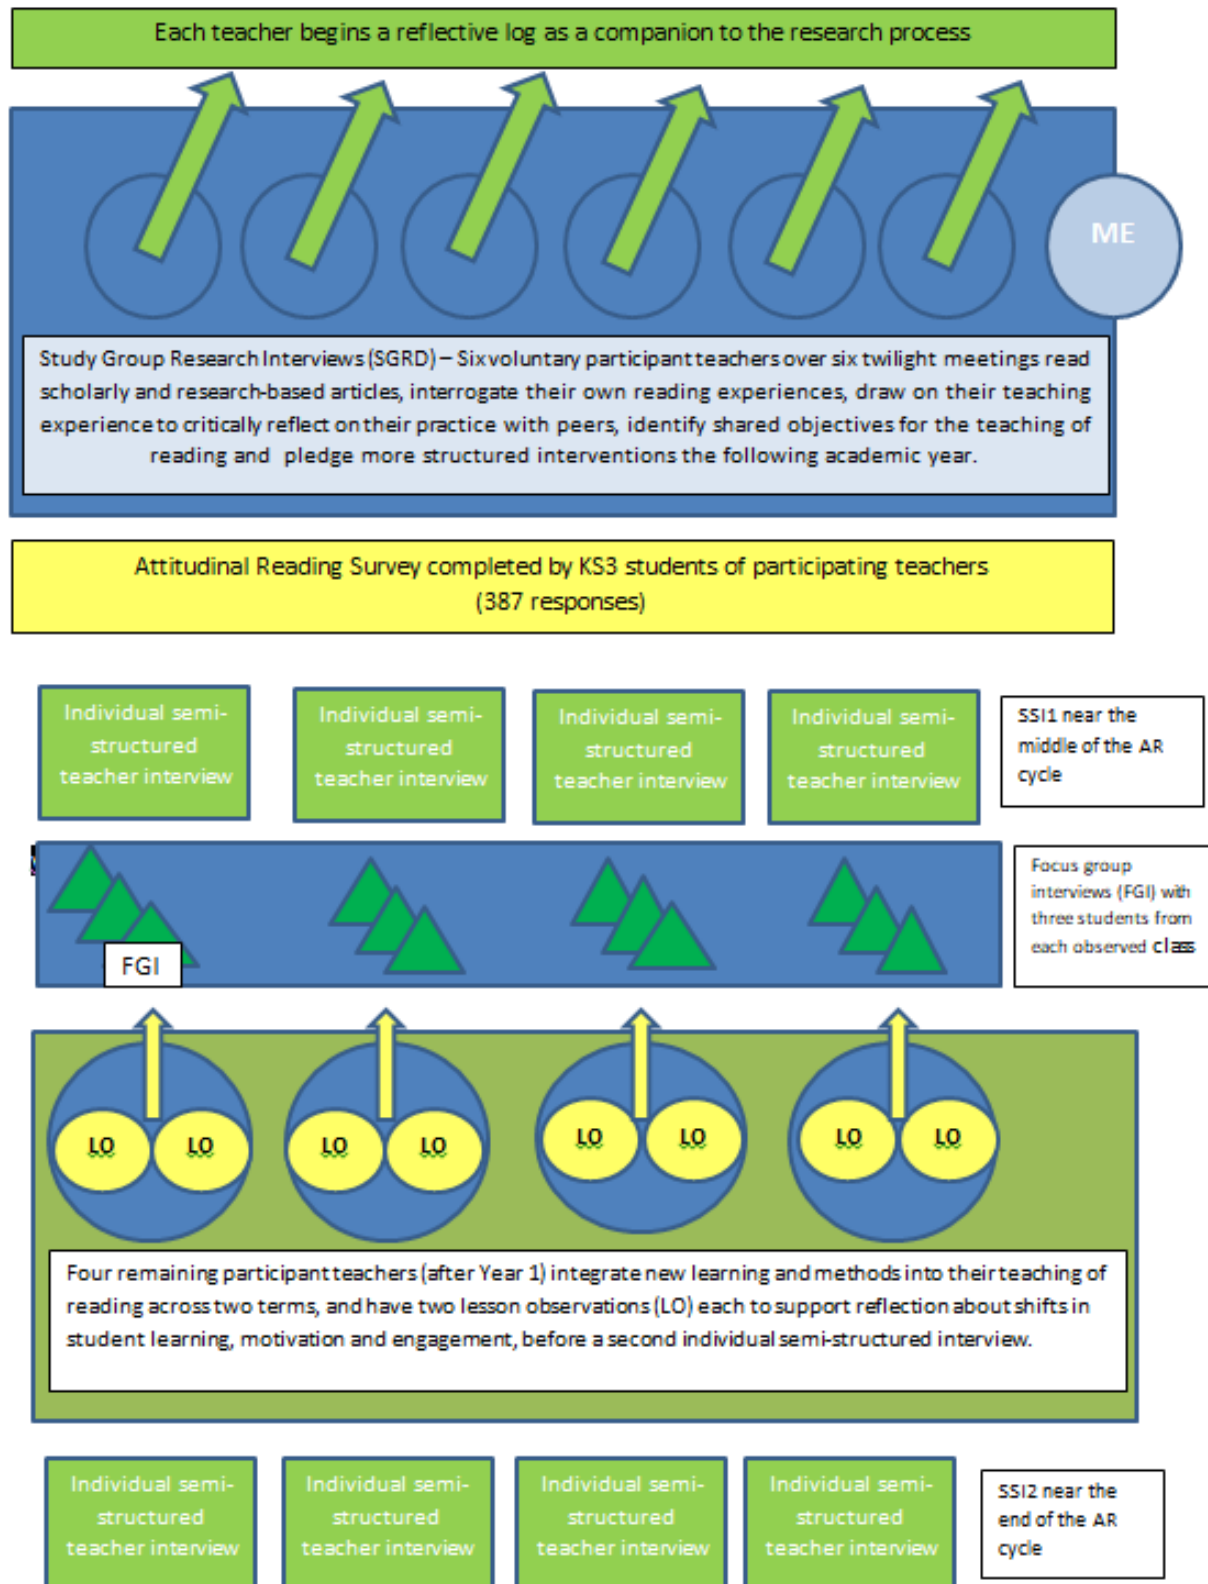 Each teacher begins a reflective log as a companion to the research process
ME
Study Group Research Interviews (SGRD) – Six voluntary participant teachers over six twilight meetings read
scholarly and research-based articles, interrogate their own reading experiences, draw on their teaching
experience to critically reflect on their practice with peers, identify shared objectives for the teaching of
reading and pledge more structured interventions the following academic year.
Attitudinal Reading Survey completed by KS3 students of participating teachers
(387 responses)
Individual semi-
structured
teacher interview
Individual semi-
structured
teacher interview
Individual semi-
structured
teacher interview
Individual semi-
structured
teacher interview
SSI1 near the
middle of the AR
cycle
FGI
Focus group
interviews (FGI) with
three students from
each observed class
LO
LO
LO
LO
LO
LO
LO
LO
Four remaining participant teachers (after Year 1) integrate new learning and methods into their teaching of
reading across two terms, and have two lesson observations (LO) each to support reflection about shifts in
student learning, motivation and engagement, before a second individual semi-structured interview.
Individual semi-
structured
teacher interview
Individual semi-
structured
teacher interview
Individual semi-
structured
teacher interview
Individual semi-
structured
teacher interview
SSI2 near the
end of the AR
cycle